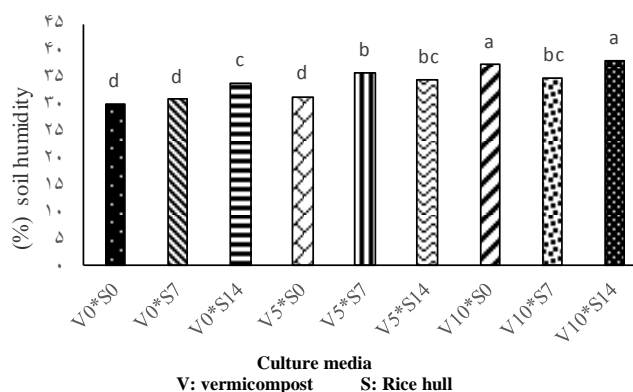 ۴۵
۴۰
۳۵
۳۰
۲۵
۲۰
۱۵
۱۰
۵
۰
(%) soil humidity
d
d
c
d
b
bc
a
bc
a
V0*S0
V0*S7
V0*S14
V5*S0
V5*S7
V5*S14
V10*S0
V10*S7
V10*S14
Culture media
V: vermicompost S: Rice hull